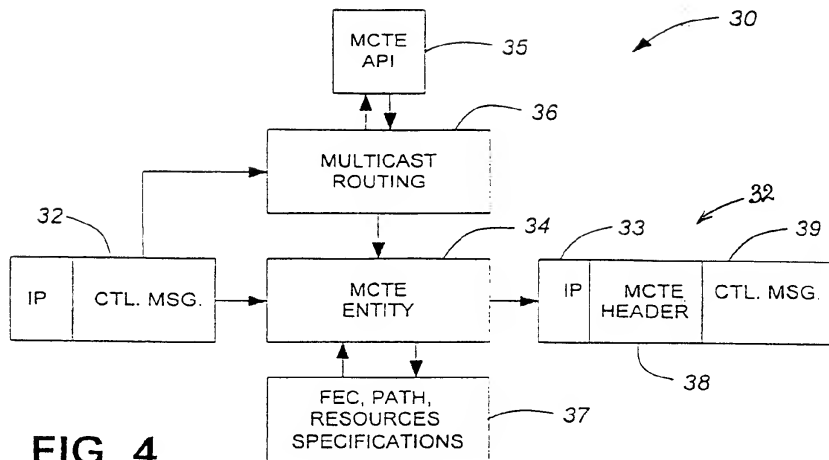 MCTE
API
35
30
36
MULTICAST
ROUTING
32
34
33
32
39
IP
CTL. MSG.
MCTE
ENTITY
IP
MCTE
HEADER
CTL. MSG.
38
FEC, PATH,
RESOURCES
SPECIFICATIONS
37
FIG. 4